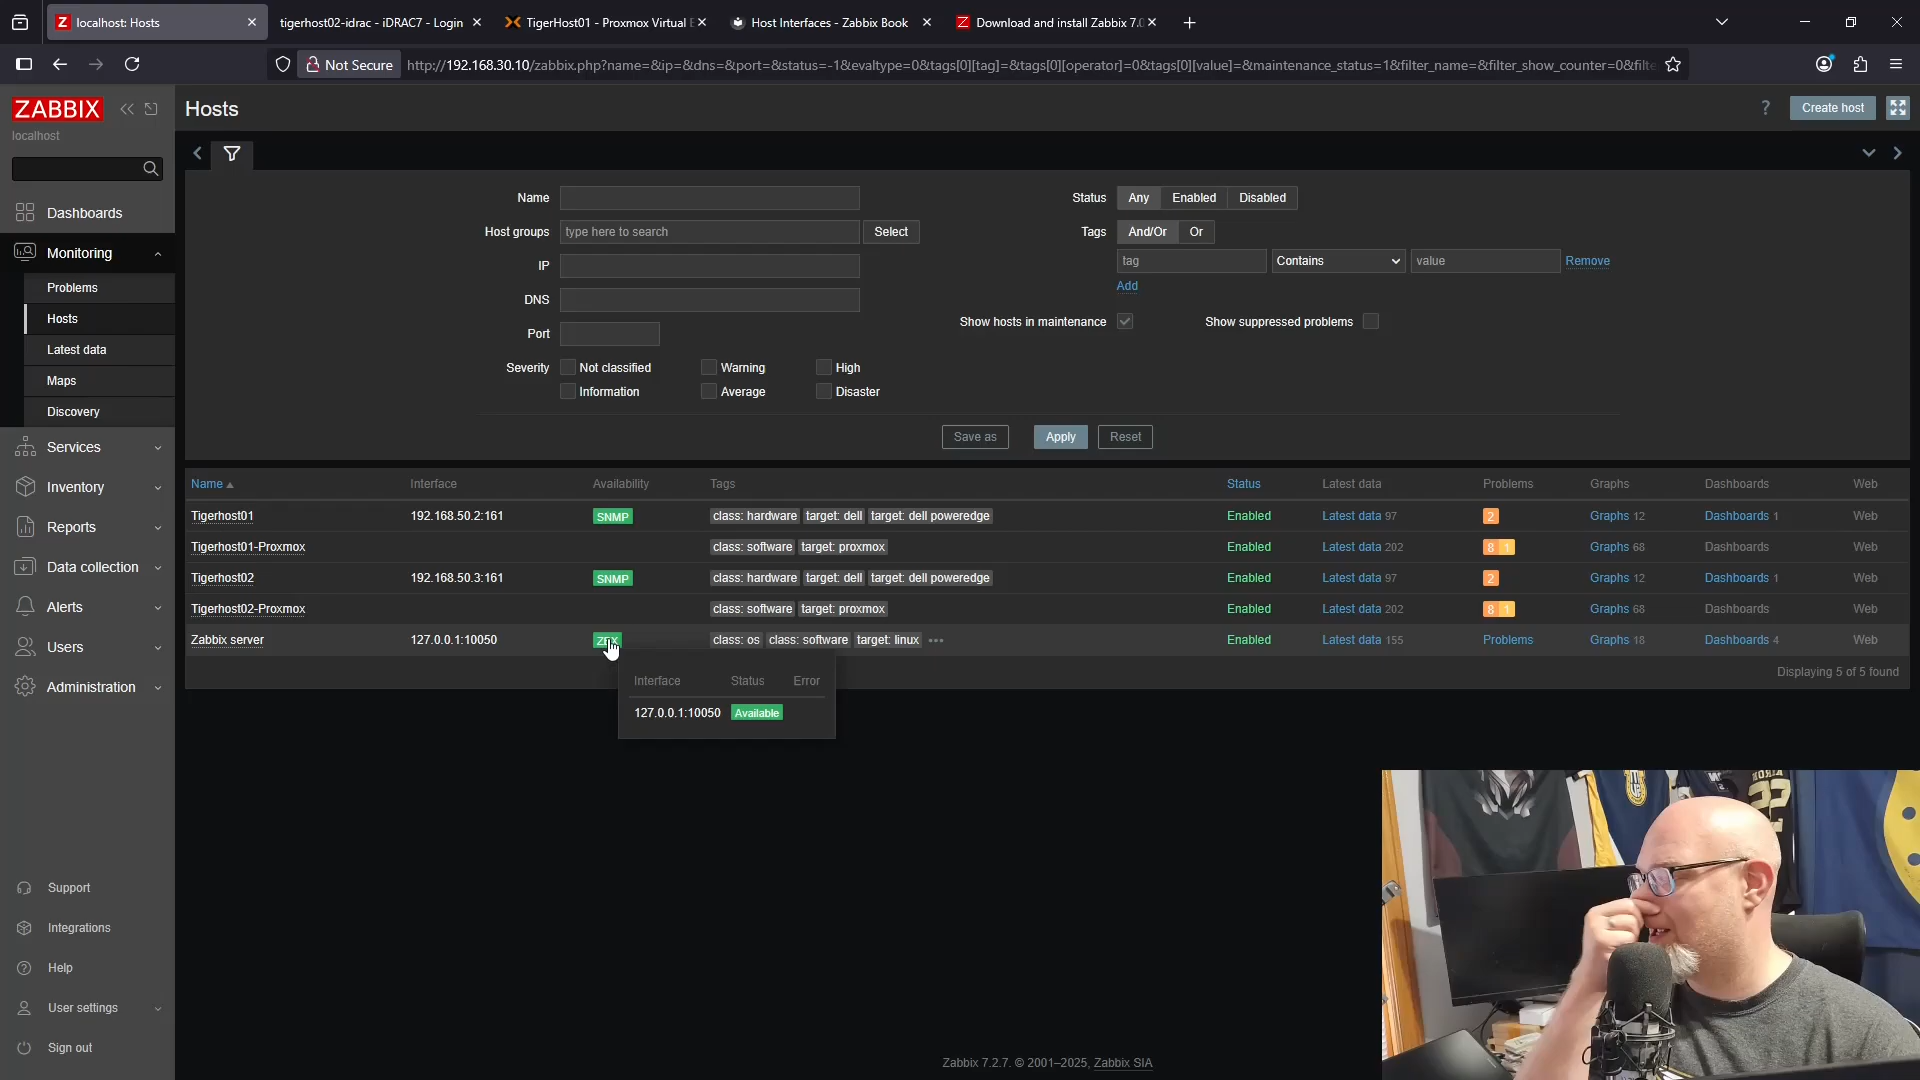 localhost: Hosts
tigerhost02-idrac - iDRAC7 - Login
TigerHost01 - Proxmox Virtual E
Host Interfaces - Zabbix Book
Download and install Zabbix 7.0
Not Secure
http://192.168.30.10/zabbix.php?name=&ip=&dns=&port=&status=-1&evaltype=0&tags[0][tag]=&tags[0][operator]=0&tags[0][value]=&maintenance_status=1&filter_name=&filter_show_counter=0&filte
ZABBIX
localhost
Dashboards
Monitoring
Problems
Hosts
Latest data
Maps
Discovery
Services
Inventory
Reports
Data collection
Alerts
Users
Administration
Support
Integrations
Help
User settings
Sign out
Hosts
? Create host
Name
Host groups type here to search Select
IP
DNS
Port
Severity Not classified Warning High
Information Average Disaster
Status Any Enabled Disabled
Tags And/Or Or
tag Contains value Remove
Add
Show hosts in maintenance Show suppressed problems
Save as Apply Reset
Name Interface Availability Tags Status Latest data Problems Graphs Dashboards Web
Tigerhost01 192.168.50.2:161 SNMP class: hardware target: dell target: dell poweredge Enabled Latest data 97 2 Graphs 12 Dashboards 1 Web
Tigerhost01-Proxmox class: software target: proxmox Enabled Latest data 202 8 1 Graphs 68 Dashboards Web
Tigerhost02 192.168.50.3:161 SNMP class: hardware target: dell target: dell poweredge Enabled Latest data 97 2 Graphs 12 Dashboards 1 Web
Tigerhost02-Proxmox class: software target: proxmox Enabled Latest data 202 8 1 Graphs 68 Dashboards Web
Zabbix server 127.0.0.1:10050 ZBX class: os class: software target: linux ••• Enabled Latest data 155 Problems Graphs 18 Dashboards 4 Web
Displaying 5 of 5 found
Interface Status Error
127.0.0.1:10050 Available
Zabbix 7.2.7. © 2001–2025, Zabbix SIA